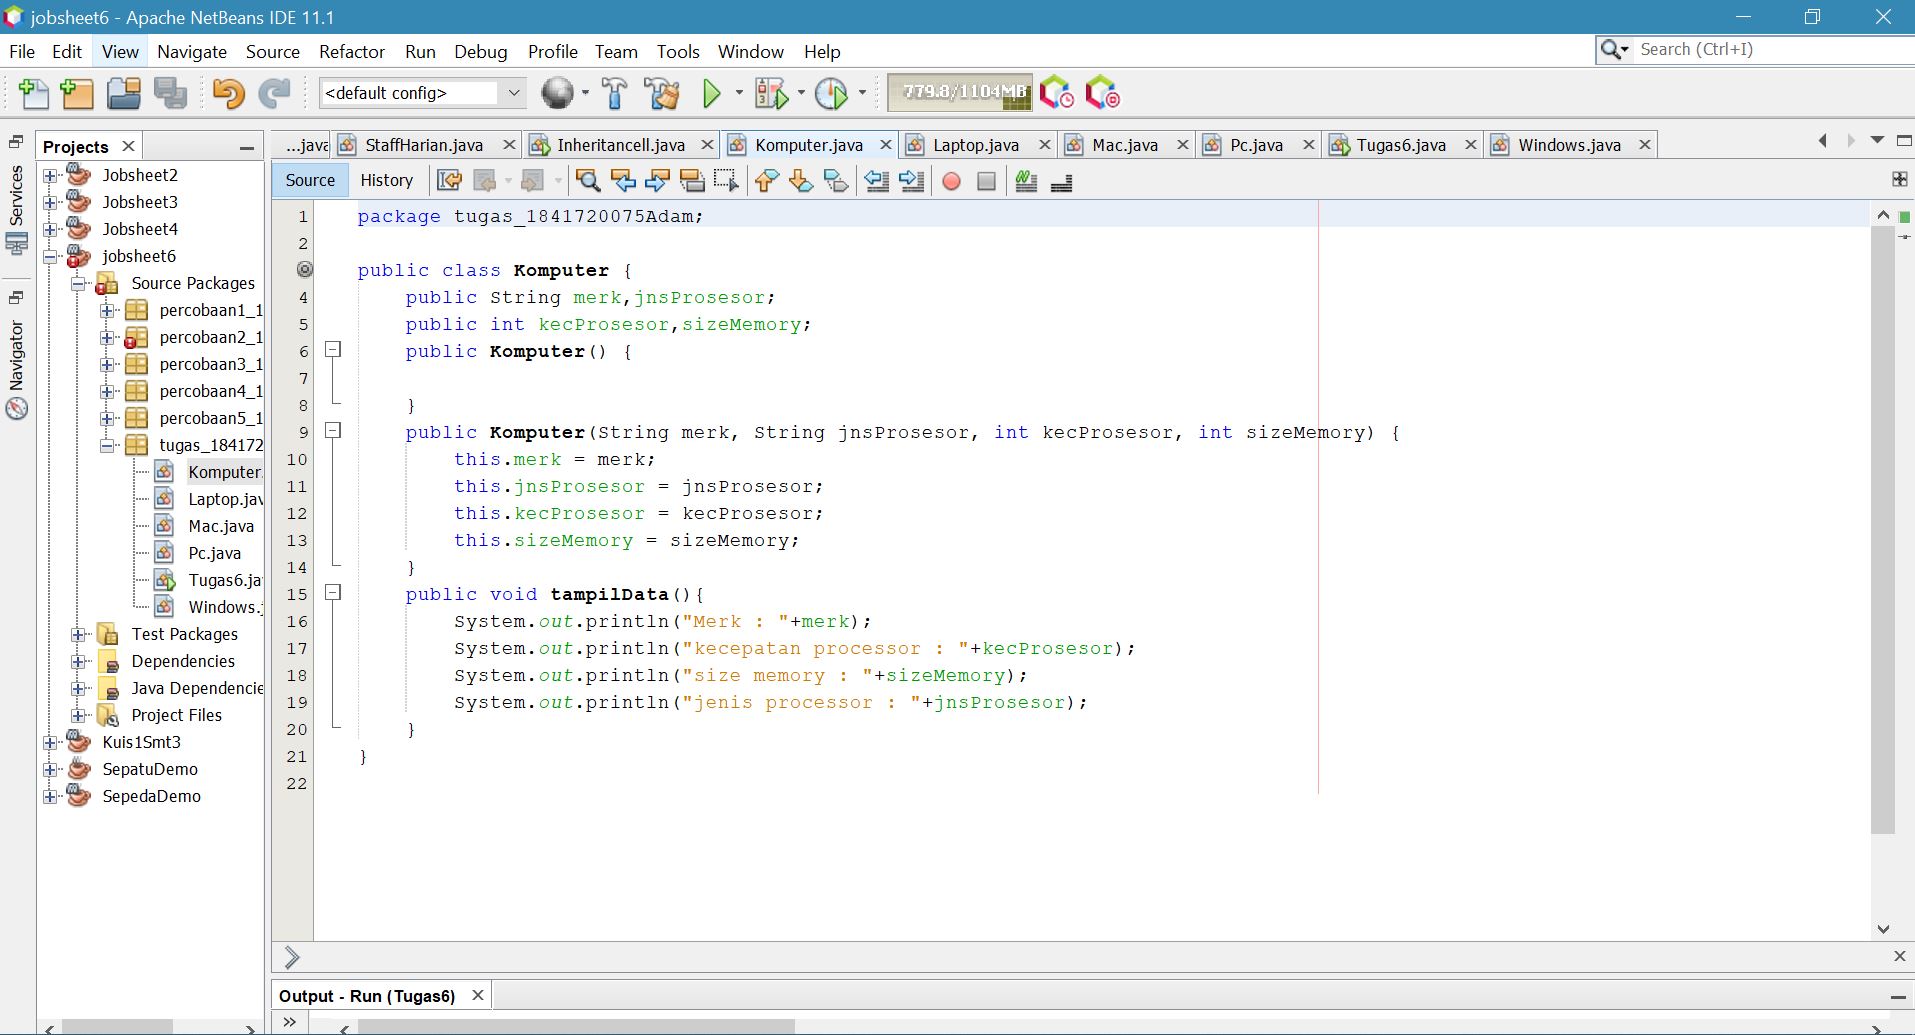 jobsheet6 - Apache NetBeans IDE 11.1
File Edit View Navigate Source Refactor Run Debug Profile Team Tools Window Help
Search (Ctrl+I)
<default config>
779.8/1104MB
Services
Navigator
Projects
Jobsheet2
Jobsheet3
Jobsheet4
jobsheet6
Source Packages
percobaan1_1
percobaan2_1
percobaan3_1
percobaan4_1
percobaan5_1
tugas_184172
Komputer.
Laptop.jav
Mac.java
Pc.java
Tugas6.ja
Windows.j
Test Packages
Dependencies
Java Dependencie
Project Files
Kuis1Smt3
SepatuDemo
SepedaDemo
...java StaffHarian.java Inheritancell.java Komputer.java Laptop.java Mac.java Pc.java Tugas6.java Windows.java
Source History
1 package tugas_1841720075Adam;
2
public class Komputer {
4 public String merk,jnsProsesor;
5 public int kecProsesor,sizeMemory;
6 public Komputer() {
7
8 }
9 public Komputer(String merk, String jnsProsesor, int kecProsesor, int sizeMemory) {
10 this.merk = merk;
11 this.jnsProsesor = jnsProsesor;
12 this.kecProsesor = kecProsesor;
13 this.sizeMemory = sizeMemory;
14 }
15 public void tampilData(){
16 System.out.println("Merk : "+merk);
17 System.out.println("kecepatan processor : "+kecProsesor);
18 System.out.println("size memory : "+sizeMemory);
19 System.out.println("jenis processor : "+jnsProsesor);
20 }
21 }
22
Output - Run (Tugas6)